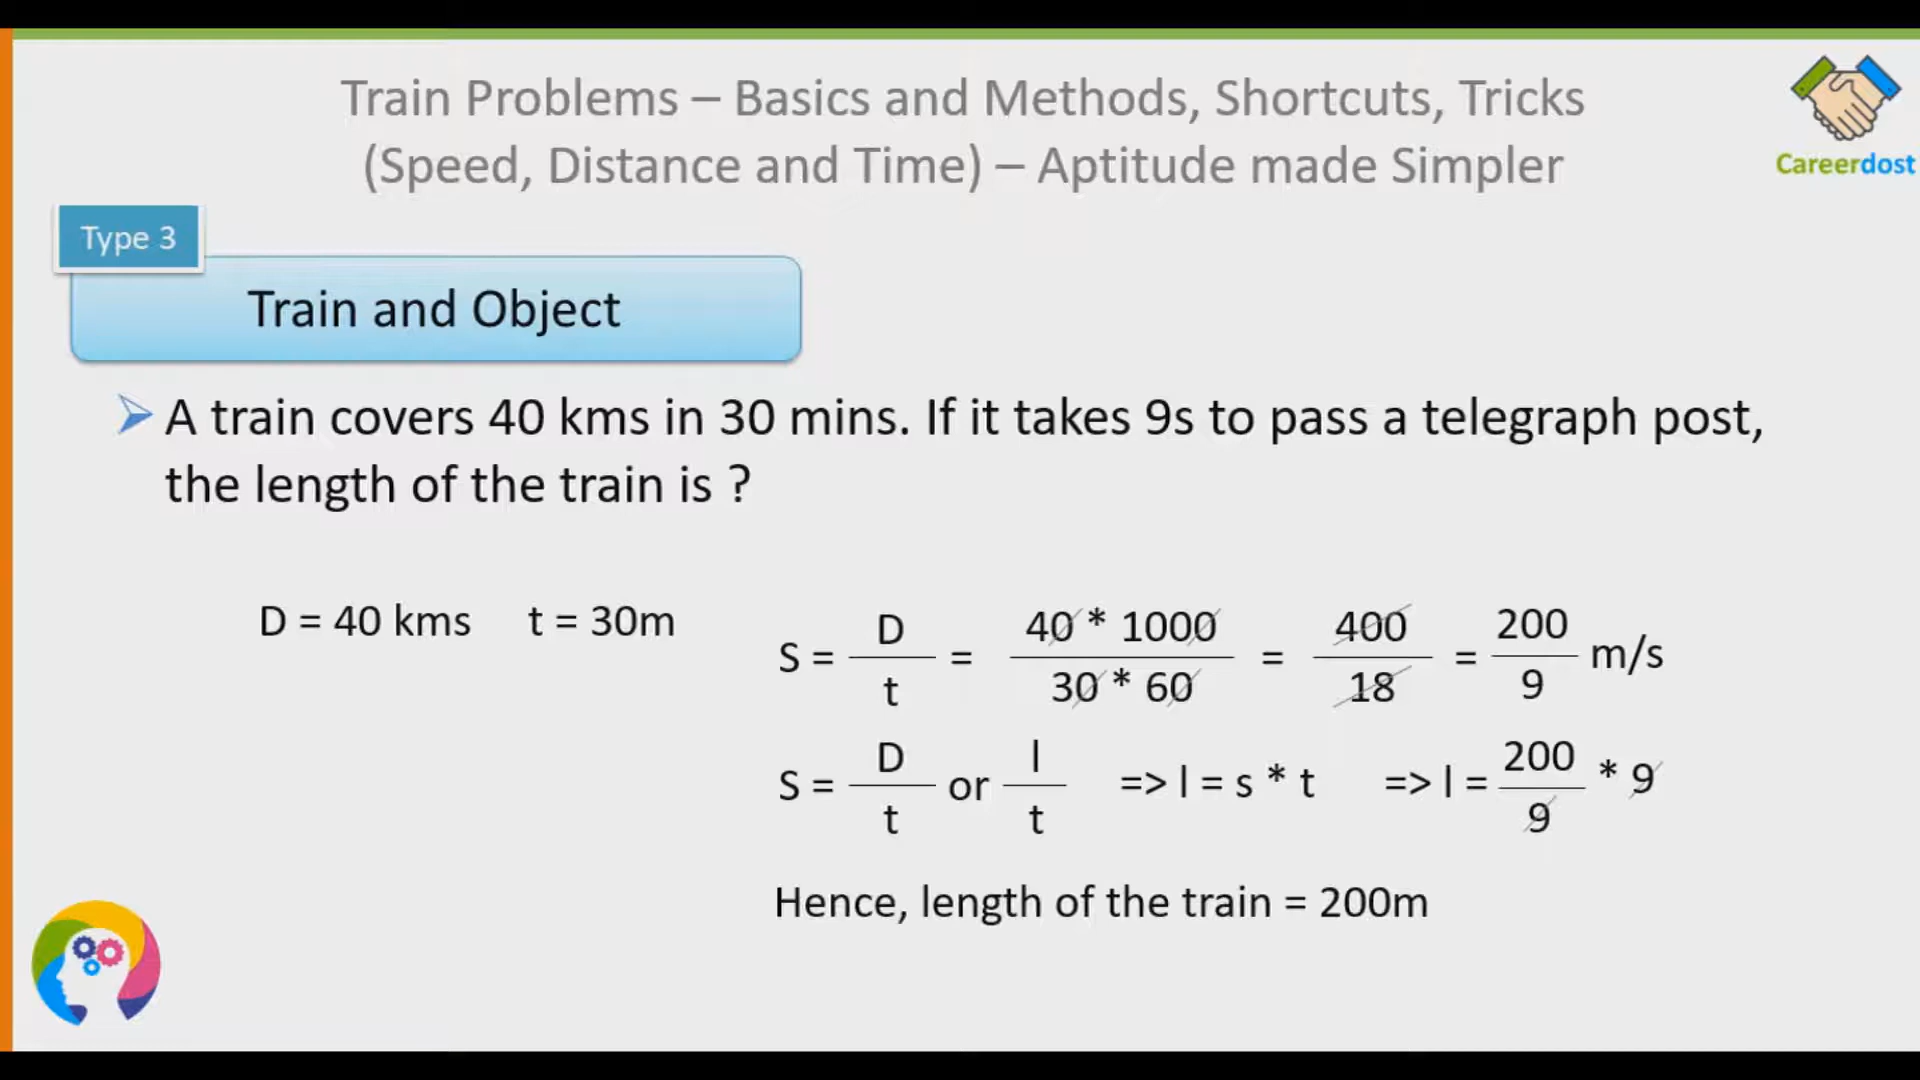 Train Problems – Basics and Methods, Shortcuts, Tricks
(Speed, Distance and Time) – Aptitude made Simpler
Careerdost
Type 3
Train and Object
A train covers 40 kms in 30 mins. If it takes 9s to pass a telegraph post,
the length of the train is ?
D = 40 kms t = 30m
S = D/t = 40 * 1000 / 30 * 60 = 400/18 = 200/9 m/s
S = D/t or l/t => l = s * t => l = 200/9 * 9
Hence, length of the train = 200m